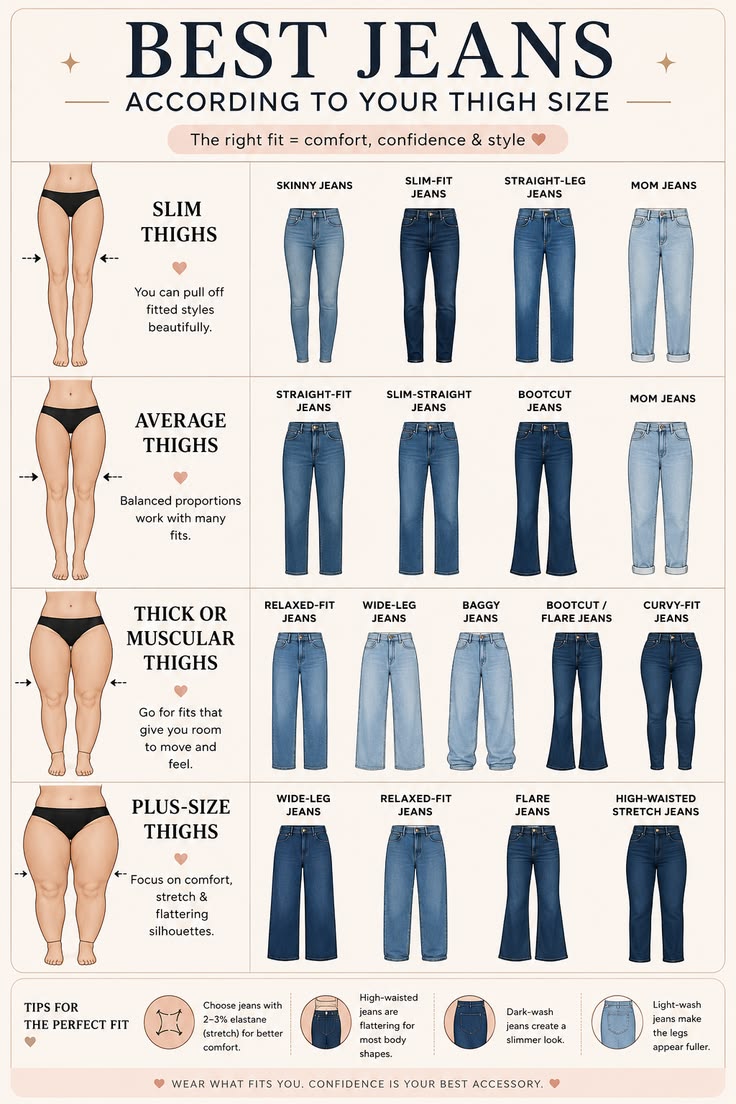 BEST JEANS
ACCORDING TO YOUR THIGH SIZE
The right fit = comfort, confidence & style
SLIM
THIGHS
You can pull off
fitted styles
beautifully.
SKINNY JEANS
SLIM-FIT
JEANS
STRAIGHT-LEG
JEANS
MOM JEANS
AVERAGE
THIGHS
Balanced proportions
work with many
fits.
STRAIGHT-FIT
JEANS
SLIM-STRAIGHT
JEANS
BOOTCUT
JEANS
MOM JEANS
THICK OR
MUSCULAR
THIGHS
Go for fits that
give you room
to move and
feel.
RELAXED-FIT
JEANS
WIDE-LEG
JEANS
BAGGY
JEANS
BOOTCUT /
FLARE JEANS
CURVY-FIT
JEANS
PLUS-SIZE
THIGHS
Focus on comfort,
stretch &
flattering
silhouettes.
WIDE-LEG
JEANS
RELAXED-FIT
JEANS
FLARE
JEANS
HIGH-WAISTED
STRETCH JEANS
TIPS FOR
THE PERFECT FIT
Choose jeans with
2–3% elastane
(stretch) for better
comfort.
High-waisted
jeans are
flattering for
most body
shapes.
Dark-wash
jeans create a
slimmer look.
Light-wash
jeans make
the legs
appear fuller.
WEAR WHAT FITS YOU. CONFIDENCE IS YOUR BEST ACCESSORY.